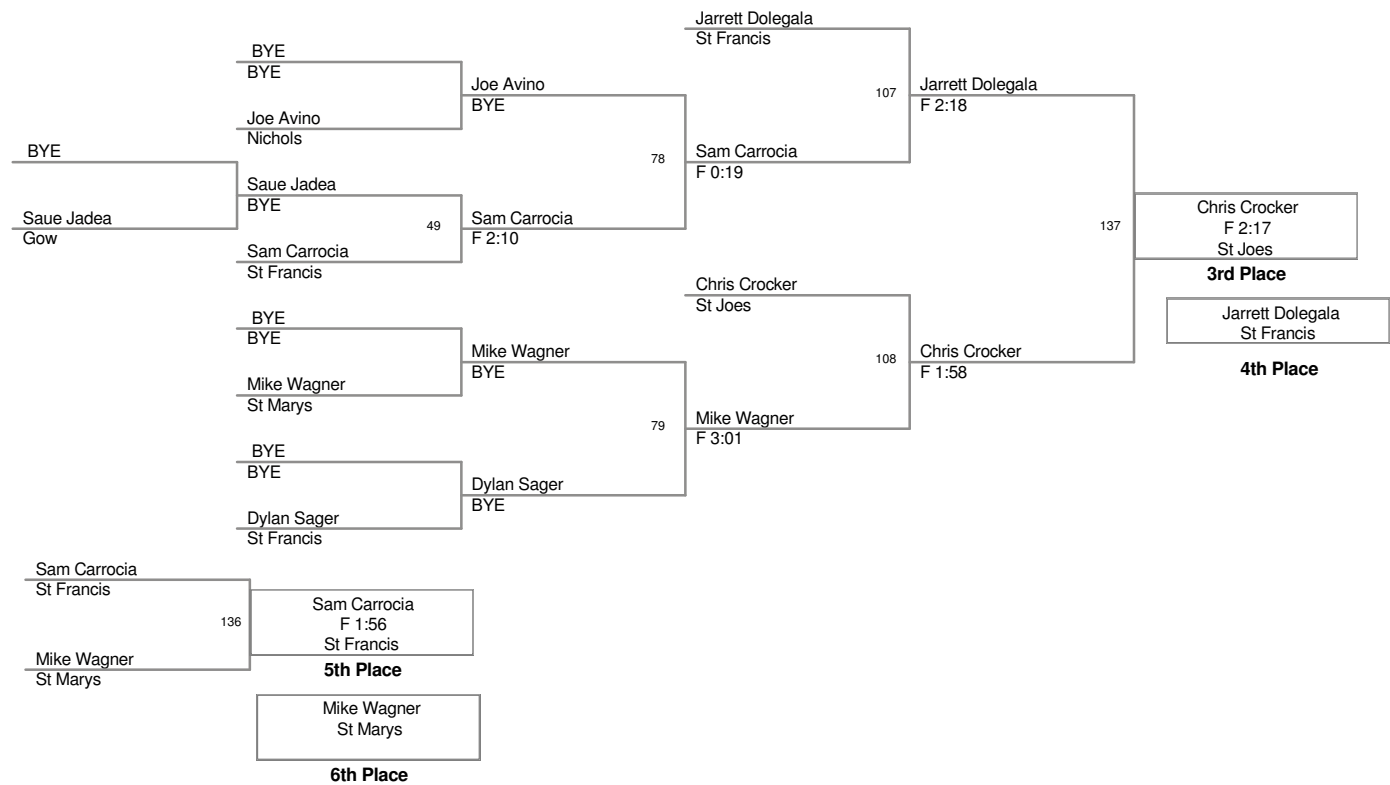 Jarrett Dolegala
St Francis
BYE
BYE
Joe Avino
BYE
107
Jarrett Dolegala
F 2:18
Joe Avino
Nichols
BYE
78
Sam Carrocia
F 0:19
Saue Jadea
BYE
Saue Jadea
Gow
49
Sam Carrocia
F 2:10
137
Chris Crocker
F 2:17
St Joes
3rd Place
Sam Carrocia
St Francis
Chris Crocker
St Joes
Jarrett Dolegala
St Francis
4th Place
BYE
BYE
Mike Wagner
BYE
108
Chris Crocker
F 1:58
Mike Wagner
St Marys
79
Mike Wagner
F 3:01
BYE
BYE
Dylan Sager
BYE
Dylan Sager
St Francis
Sam Carrocia
St Francis
136
Sam Carrocia
F 1:56
St Francis
5th Place
Mike Wagner
St Marys
Mike Wagner
St Marys
6th Place